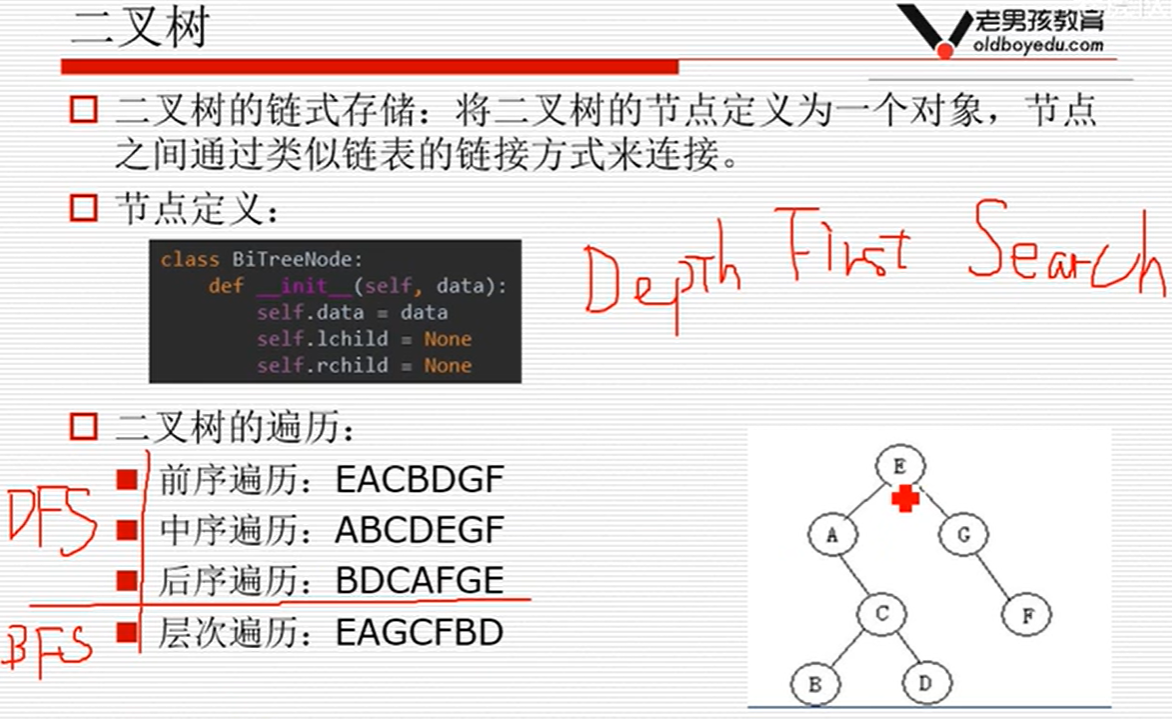 二叉树
老男孩教育
oldboyedu.com
二叉树的链式存储：将二叉树的节点定义为一个对象，节点
之间通过类似链表的链接方式来连接。
节点定义：
class BiTreeNode:
def __init__(self, data):
self.data = data
self.lchild = None
self.rchild = None
Depth First Search
二叉树的遍历：
前序遍历：EACBDGF
中序遍历：ABCDEGF
后序遍历：BDCAFGE
层次遍历：EAGCFBD
DFS
BFS
E
A
G
C
F
B
D